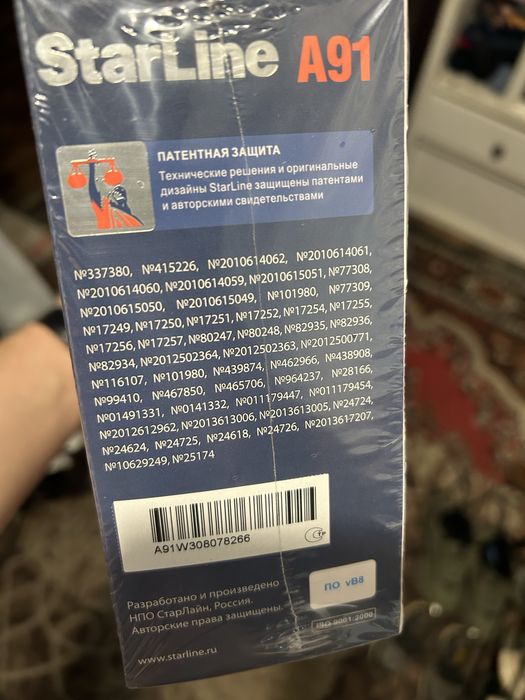 StarLine A91
ПАТЕНТНАЯ ЗАЩИТА
Технические решения и оригинальные
дизайны StarLine защищены патентами
и авторскими свидетельствами
№337380, №415226, №2010614062, №2010614061,
№2010614060, №2010614059, №2010615051, №77308,
№2010615050, №2010615049, №101980, №77309,
№17249, №17250, №17251, №17252, №17254, №17255,
№17256, №17257, №80247, №80248, №82935, №82936,
№82934, №2012502364, №2012502363, №2012500771,
№116107, №101980, №439874, №462966, №438908,
№99410, №467850, №465706, №964237, №28166,
№01491331, №0141332, №011179447, №011179454,
№2012612962, №2013613006, №2013613005, №24724,
№24624, №24725, №24618, №24726, №2013617207,
№10629249, №25174
A91W308078266
Разработано и произведено
НПО СтарЛайн, Россия.
Авторские права защищены.
ПО vB8
ISO 9001:2000
www.starline.ru